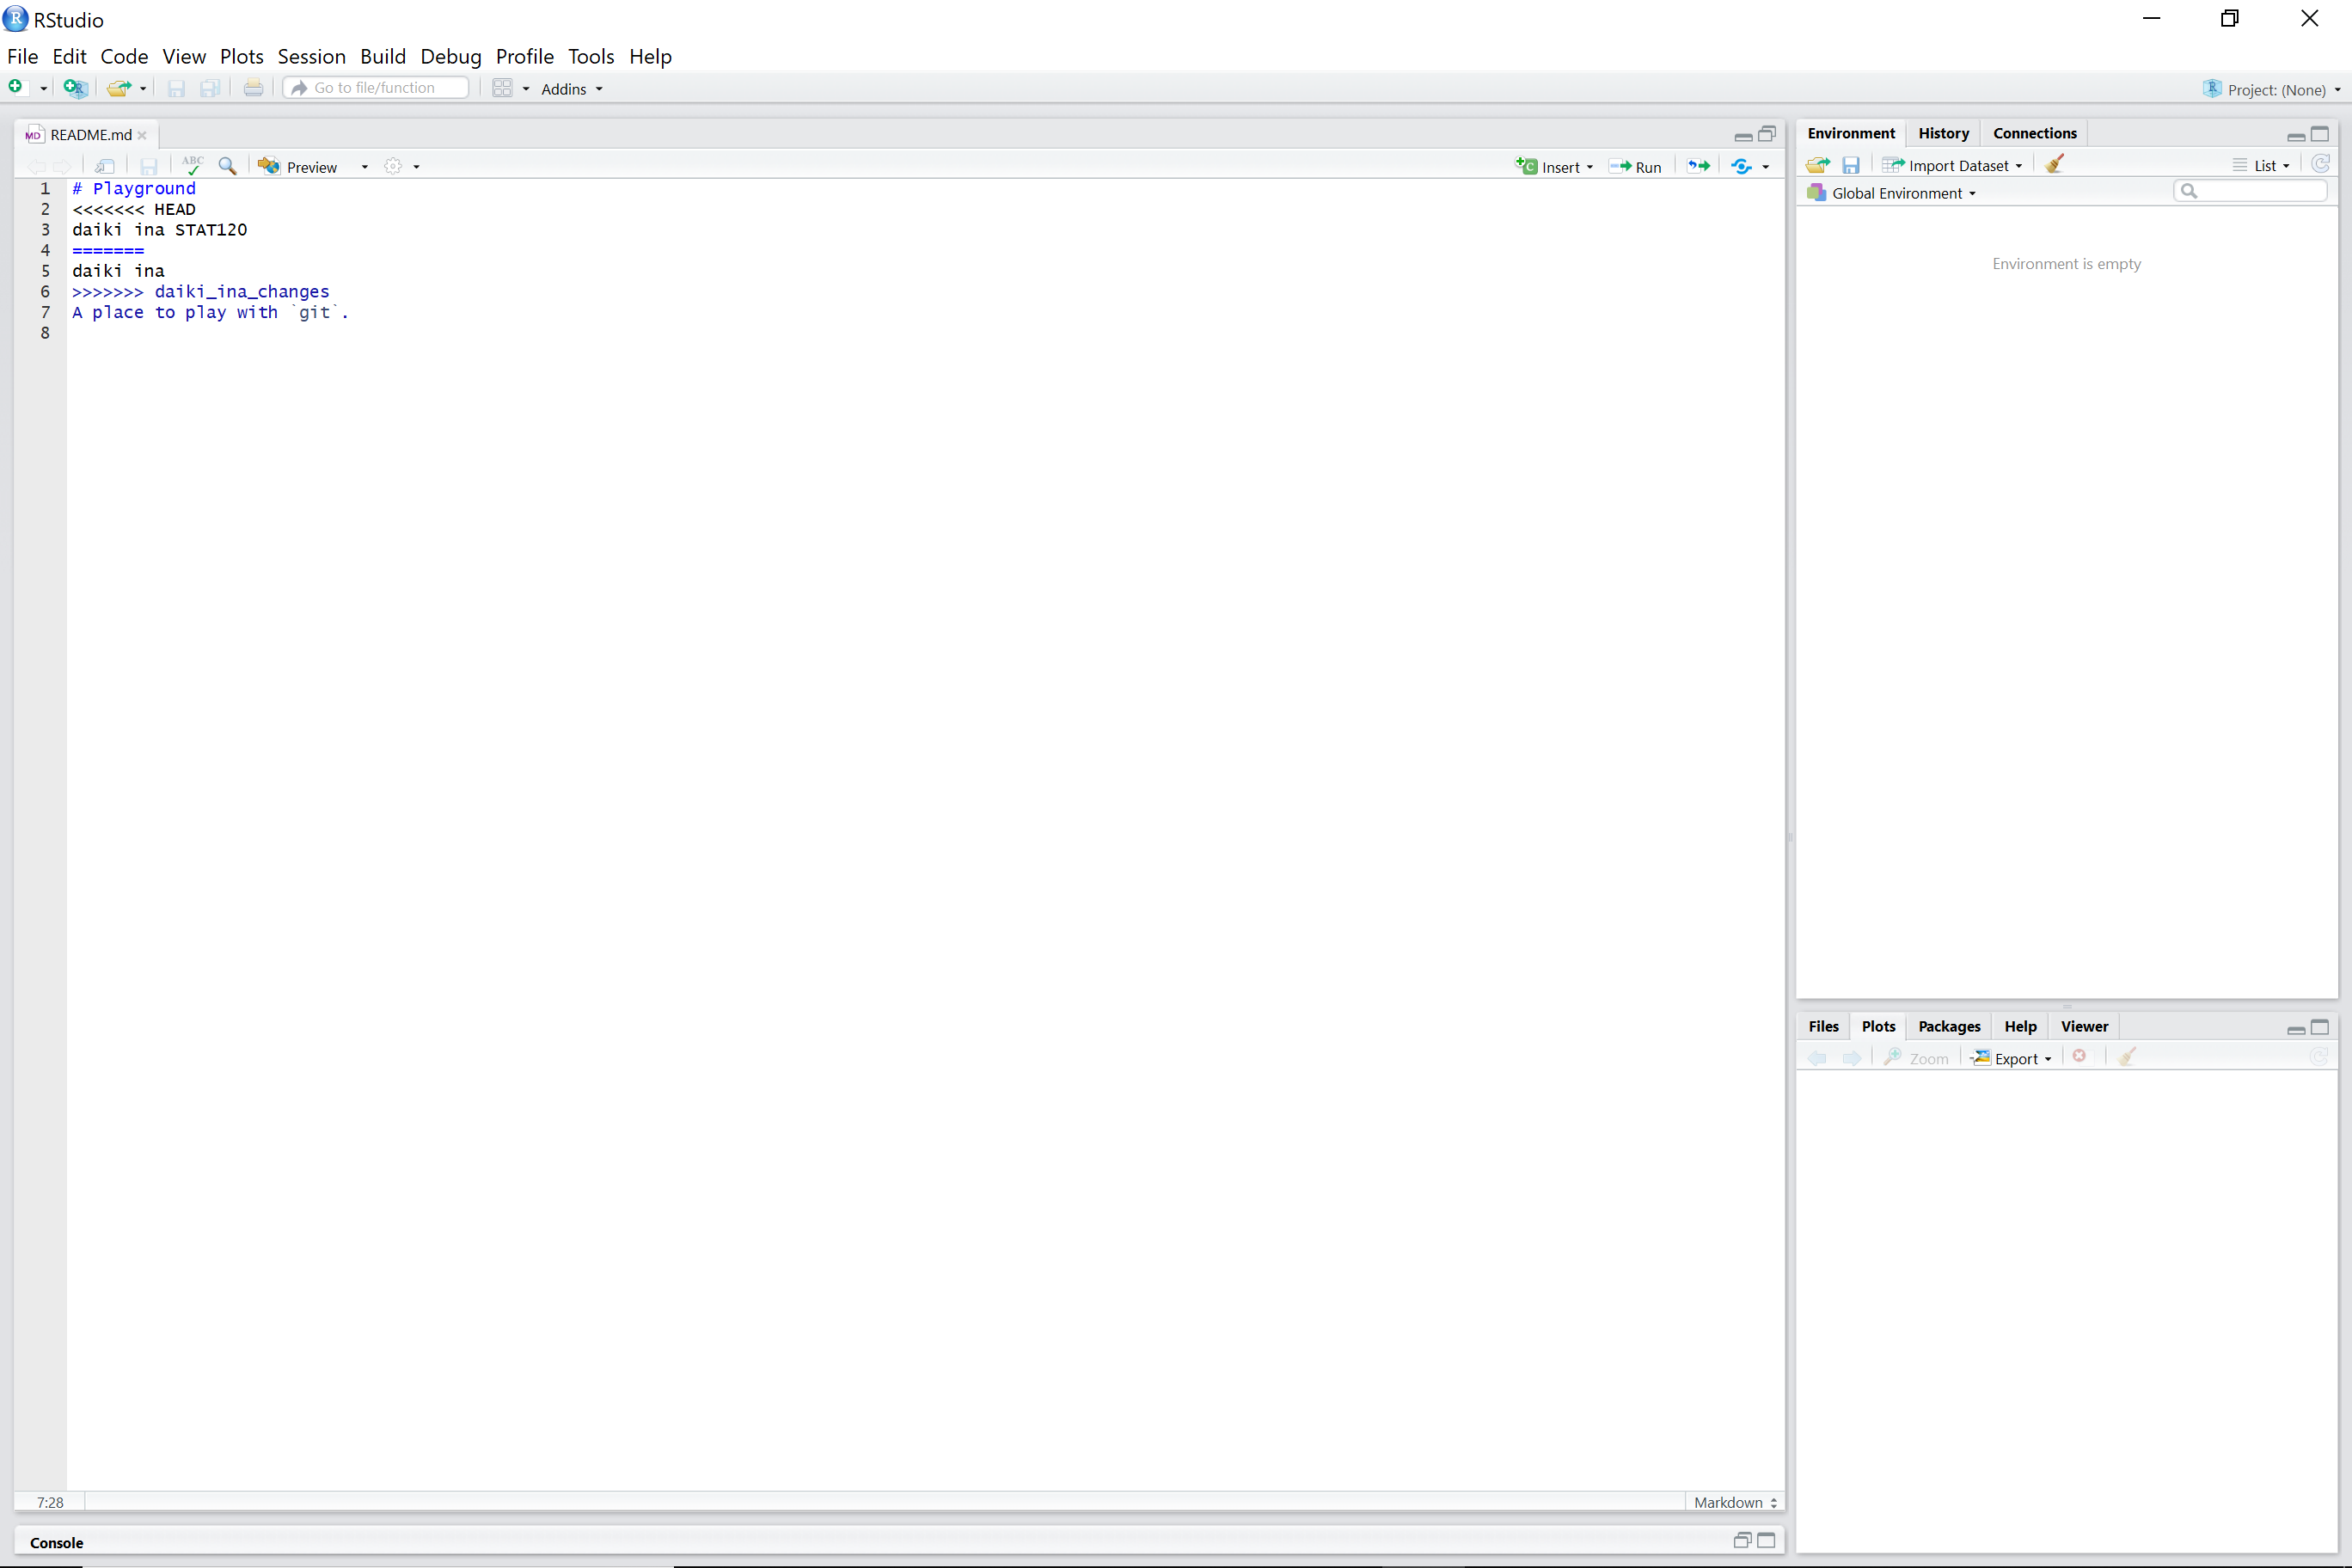 RStudio
File Edit Code View Plots Session Build Debug Profile Tools Help
Go to file/function Addins Project: (None)
README.md
ABC Preview Insert Run
1 # Playground
2 <<<<<<< HEAD
3 daiki ina STAT120
4 =======
5 daiki ina
6 >>>>>>> daiki_ina_changes
7 A place to play with `git`.
8
7:28 Markdown
Console
Environment History Connections
Import Dataset List
Global Environment
Environment is empty
Files Plots Packages Help Viewer
Zoom Export